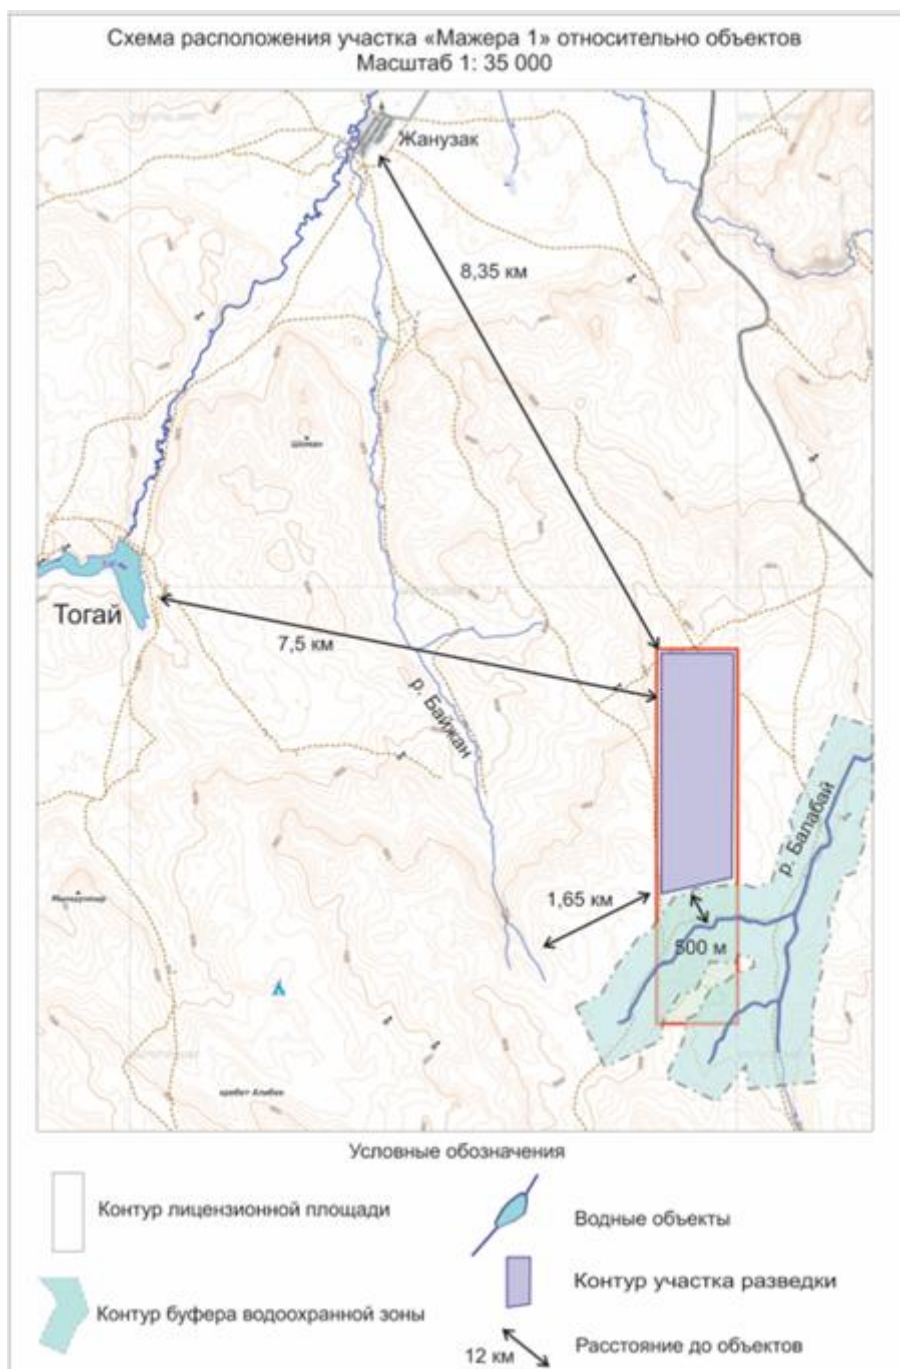 Схема расположения участка «Мажера 1» относительно объектов
Масштаб 1: 35 000
Жанузак
8,35 км
Шокан
Тогай
7,5 км
р. Байжан
р. Балабай
1,65 км
500 м
Условные обозначения
Контур лицензионной площади
Водные объекты
Контур участка разведки
Контур буфера водоохранной зоны
12 км
Расстояние до объектов